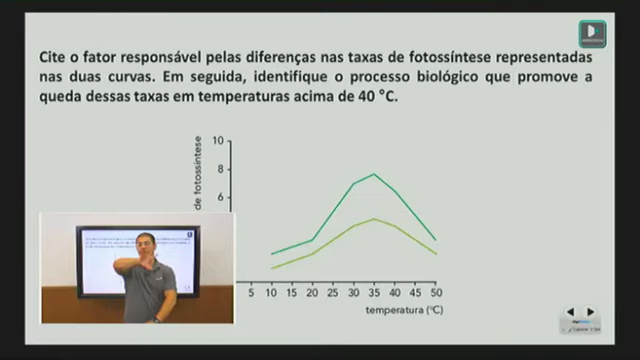 Cite o fator responsável pelas diferenças nas taxas de fotossíntese representadas
nas duas curvas. Em seguida, identifique o processo biológico que promove a
queda dessas taxas em temperaturas acima de 40 °C.
de fotossíntese
10
8
6
5 10 15 20 25 30 35 40 45 50
temperatura (°C)